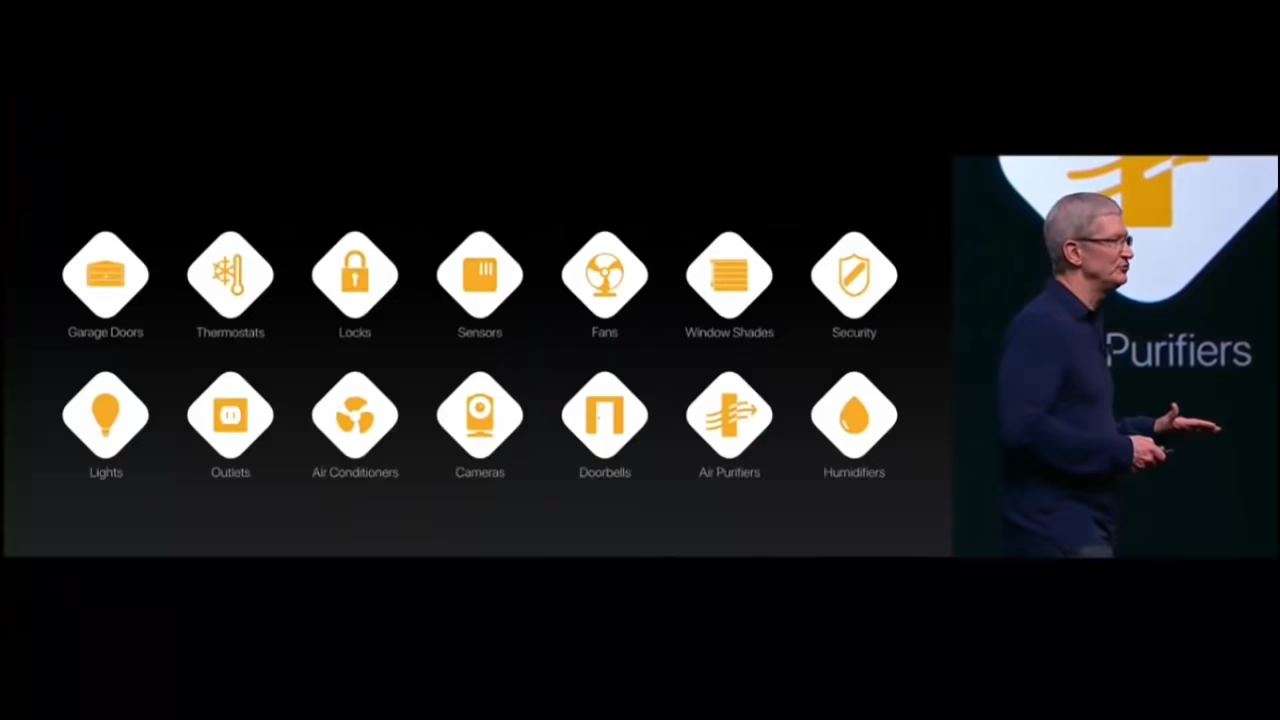 Garage Doors
Thermostats
Locks
Sensors
Fans
Window Shades
Security
Lights
Outlets
Air Conditioners
Cameras
Doorbells
Air Purifiers
Humidifiers
Purifiers